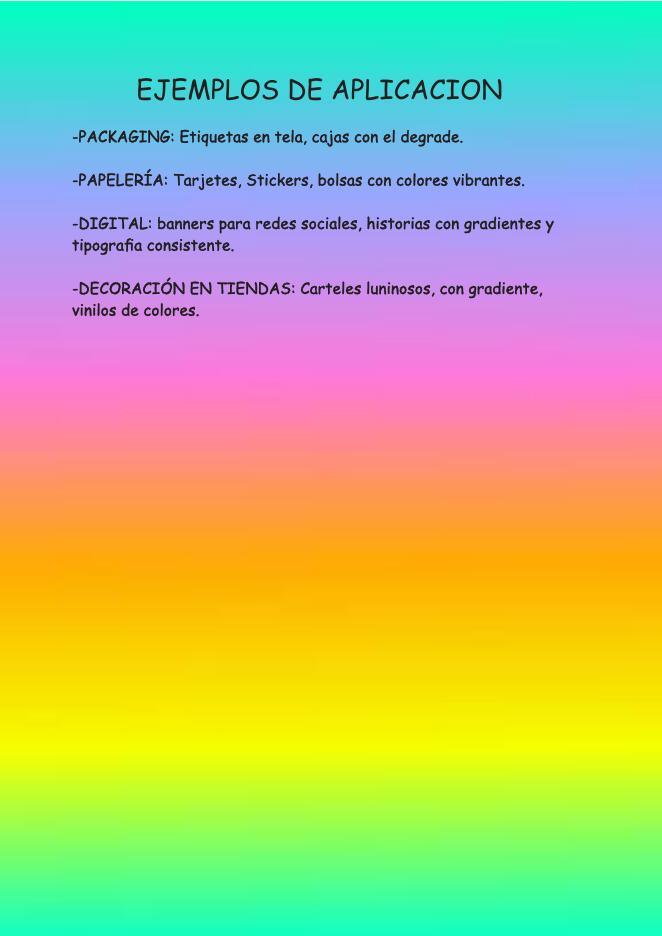 EJEMPLOS DE APLICACION
-PACKAGING: Etiquetas en tela, cajas con el degrade.
-PAPELERÍA: Tarjetes, Stickers, bolsas con colores vibrantes.
-DIGITAL: banners para redes sociales, historias con gradientes y
tipografia consistente.
-DECORACIÓN EN TIENDAS: Carteles luninosos, con gradiente,
vinilos de colores.